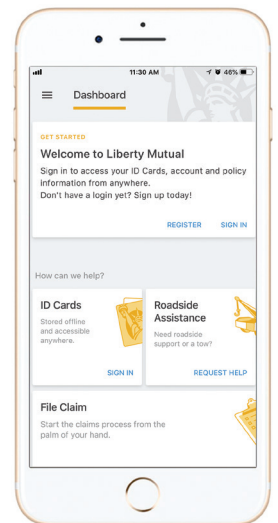 11:30 AM
46%
Dashboard
GET STARTED
Welcome to Liberty Mutual
Sign in to access your ID Cards, account and policy
information from anywhere.
Don't have a login yet? Sign up today!
REGISTER SIGN IN
How can we help?
ID Cards
Stored offline
and accessible
anywhere.
SIGN IN
Roadside
Assistance
Need roadside
support or a tow?
REQUEST HELP
File Claim
Start the claims process from the
palm of your hand.